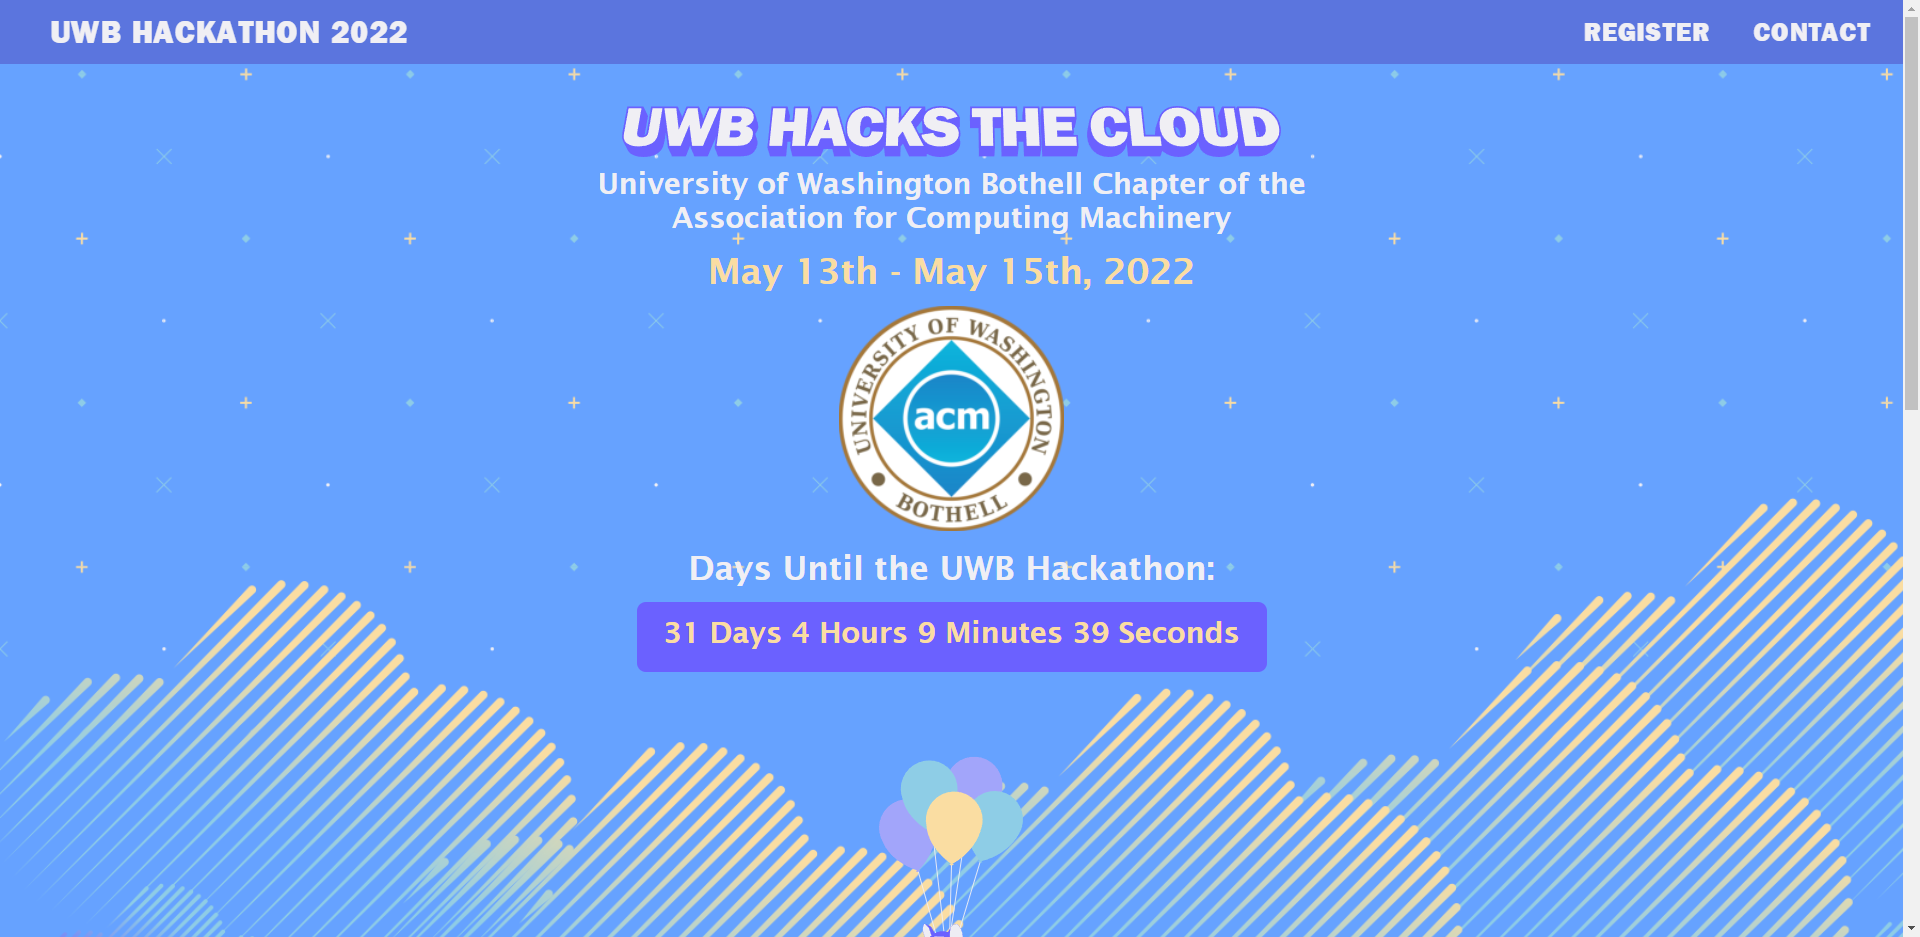 UWB HACKATHON 2022
REGISTER
CONTACT
UWB HACKS THE CLOUD
University of Washington Bothell Chapter of the
Association for Computing Machinery
May 13th - May 15th, 2022
UNIVERSITY OF WASHINGTON
acm
BOTHELL
Days Until the UWB Hackathon:
31 Days 4 Hours 9 Minutes 39 Seconds